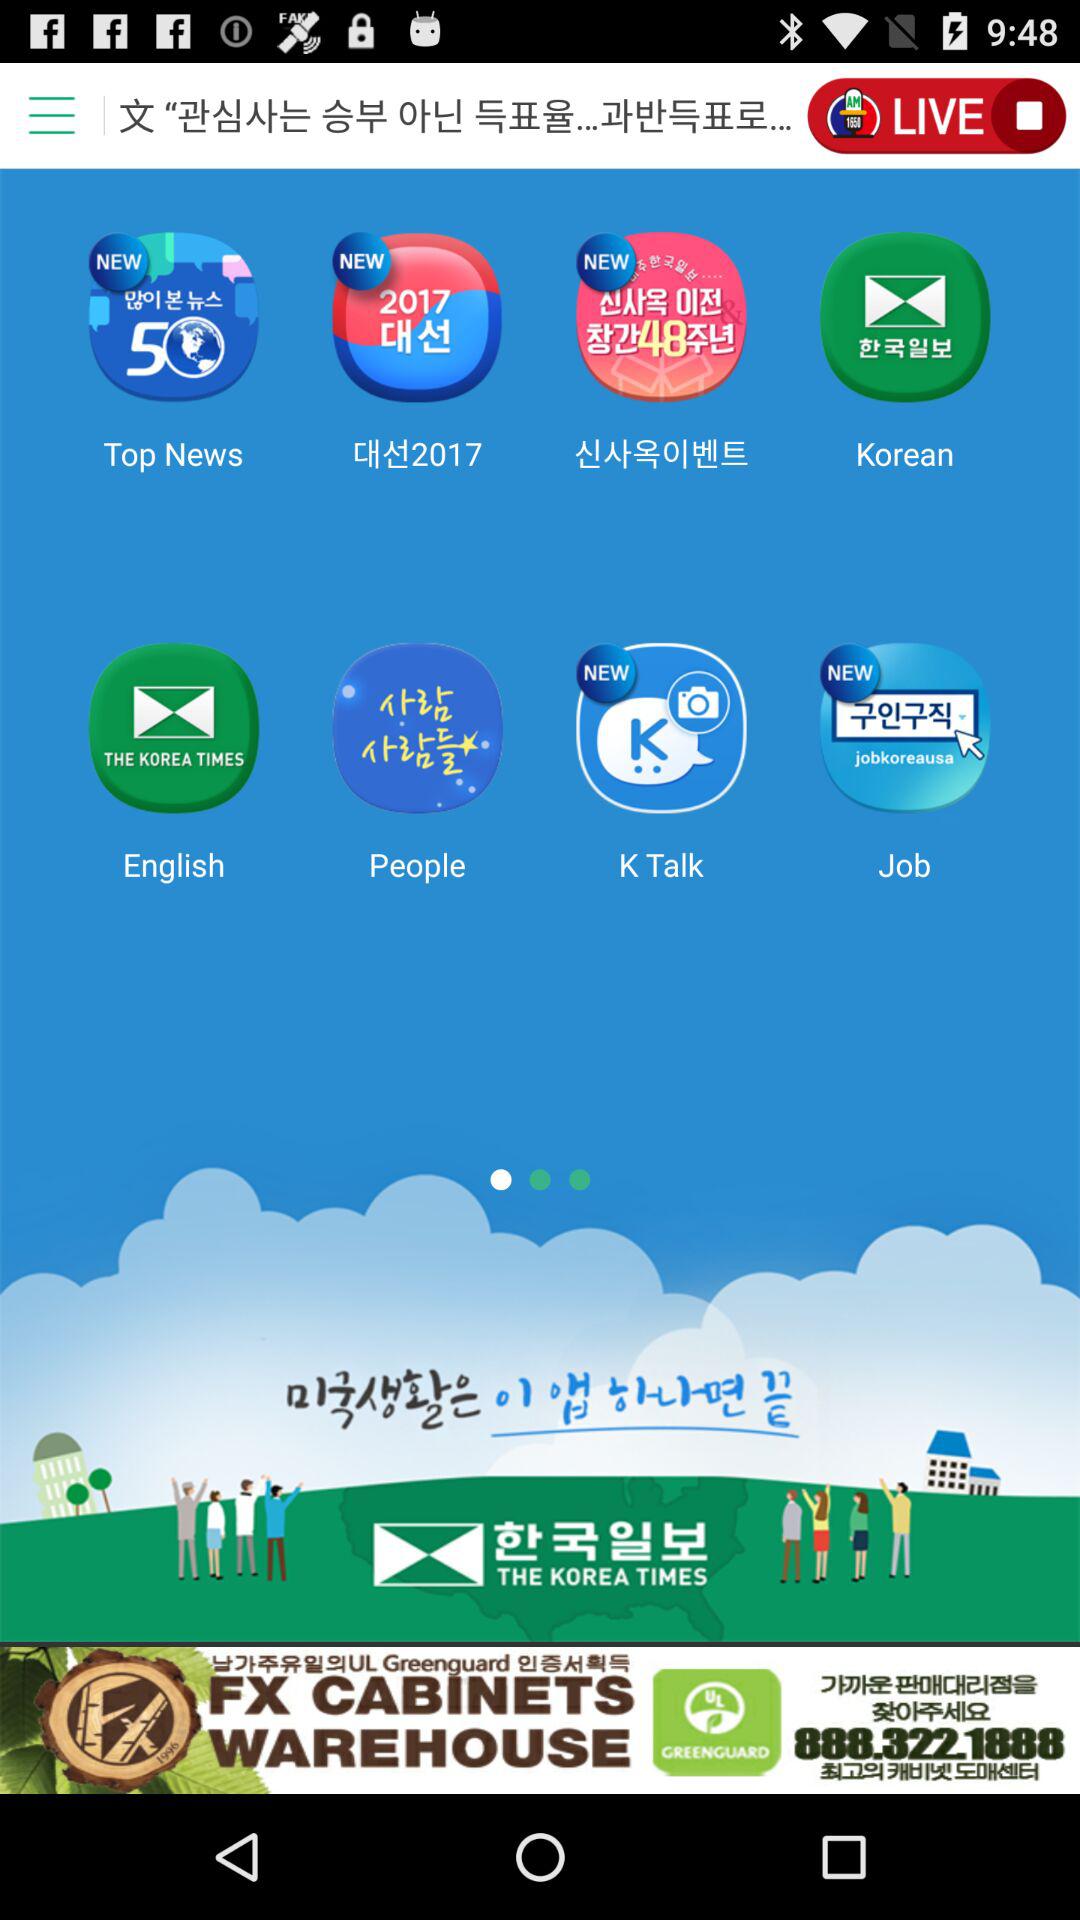 FAKE
9:48
文 “관심사는 승부 아닌 득표율...과반득표로...
AM 1650 LIVE
NEW 많이 본 뉴스 50
NEW 2017 대선
NEW 주한국일보 .... 신사옥 이전 & 창간48주년
한국일보
Top News
대선2017
신사옥이벤트
Korean
THE KOREA TIMES
사람 사람들
NEW K
NEW 구인구직 jobkoreausa
English
People
K Talk
Job
미국생활은 이 앱 하나면 끝
한국일보
THE KOREA TIMES
남가주유일의UL Greenguard 인증서획득
FX CABINETS
WAREHOUSE
1996
UL
GREENGUARD
가까운 판매대리점을
찾아주세요
888.322.1888
최고의 캐비넷 도매센터